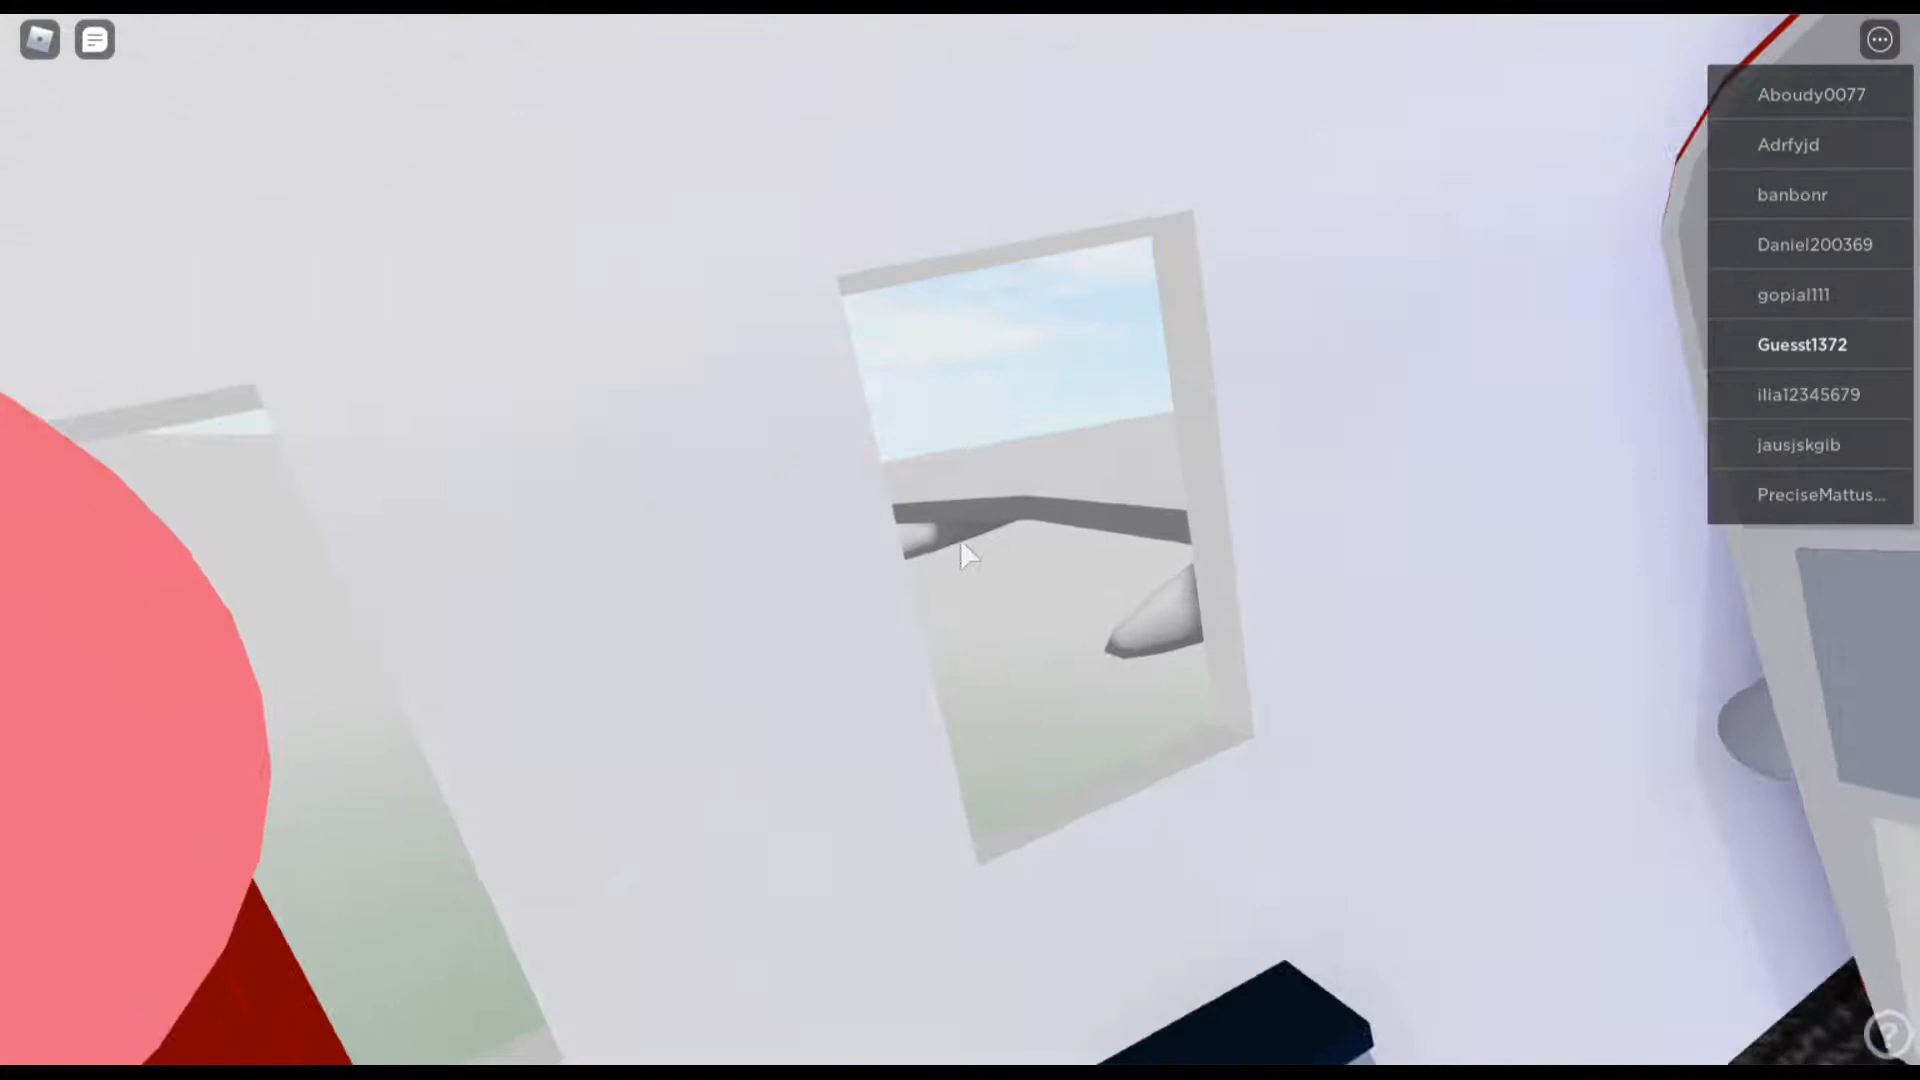 Aboudy0077
Adrfyjd
banbonr
Daniel200369
gopial111
Guesst1372
ilia12345679
jausjskgib
PreciseMattus...
?